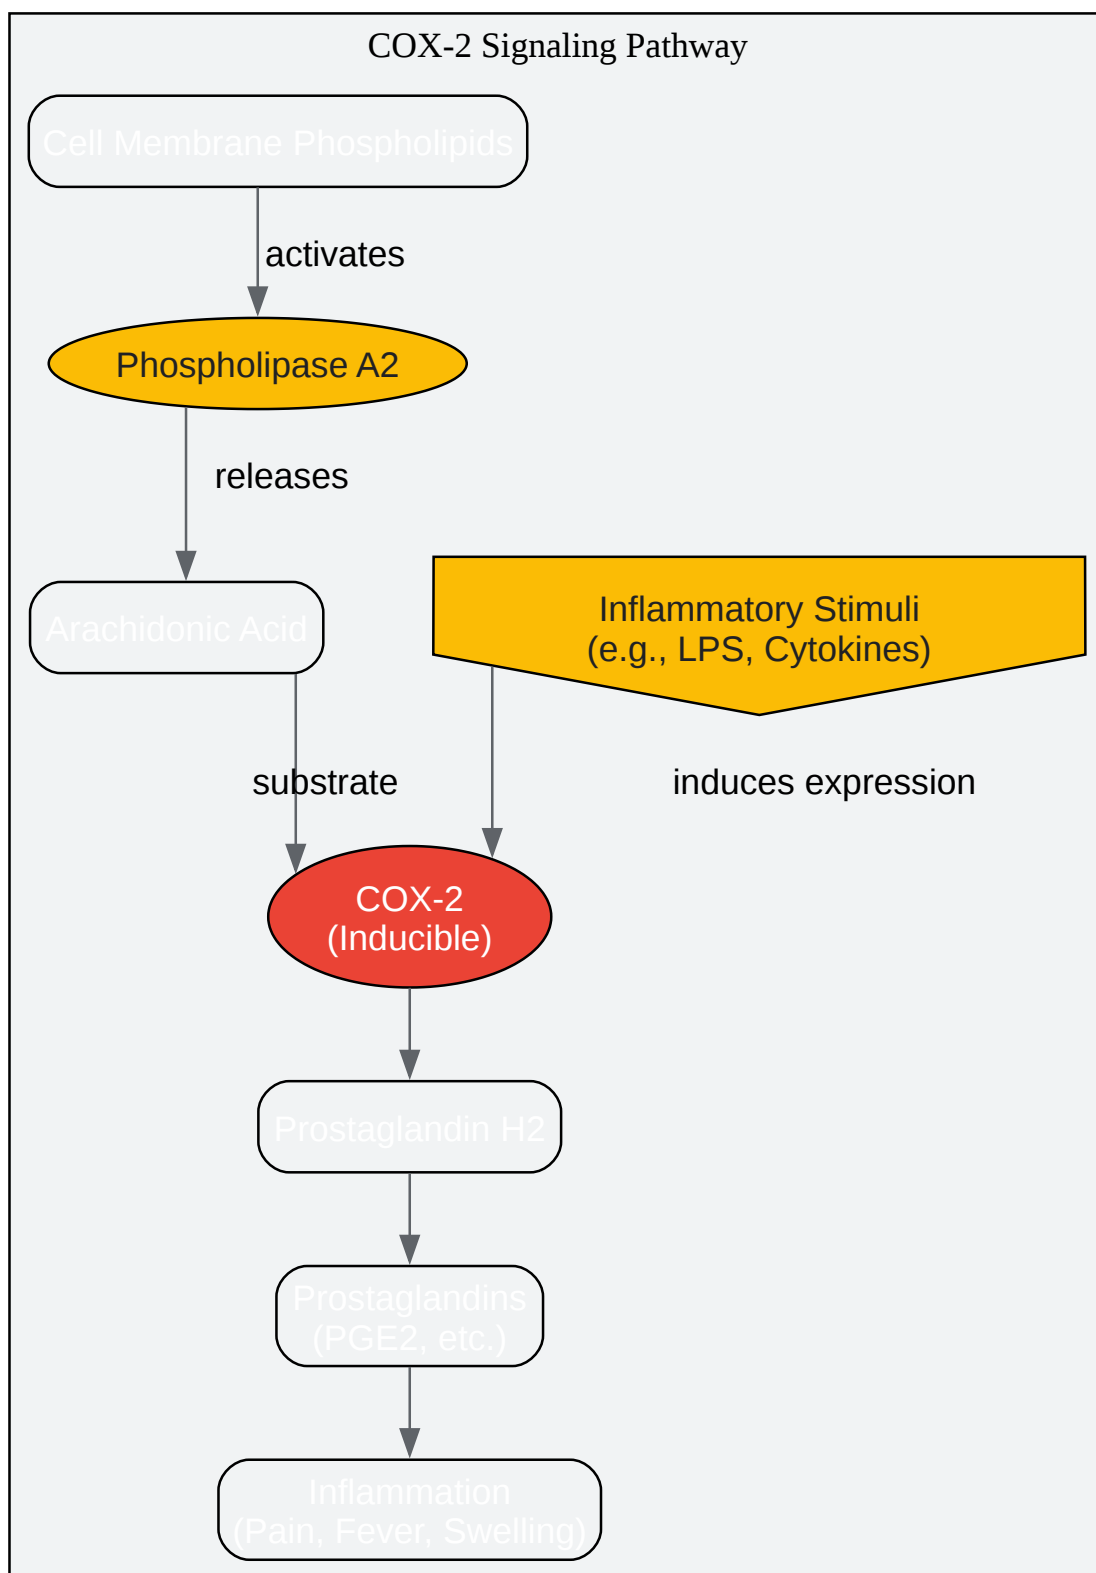 COX-2 Signaling Pathway
Cell Membrane Phospholipids
activates
Phospholipase A2
releases
Arachidonic Acid
Inflammatory Stimuli
(e.g., LPS, Cytokines)
substrate
induces expression
COX-2
(Inducible)
Prostaglandin H2
Prostaglandins
(PGE2, etc.)
Inflammation
(Pain, Fever, Swelling)